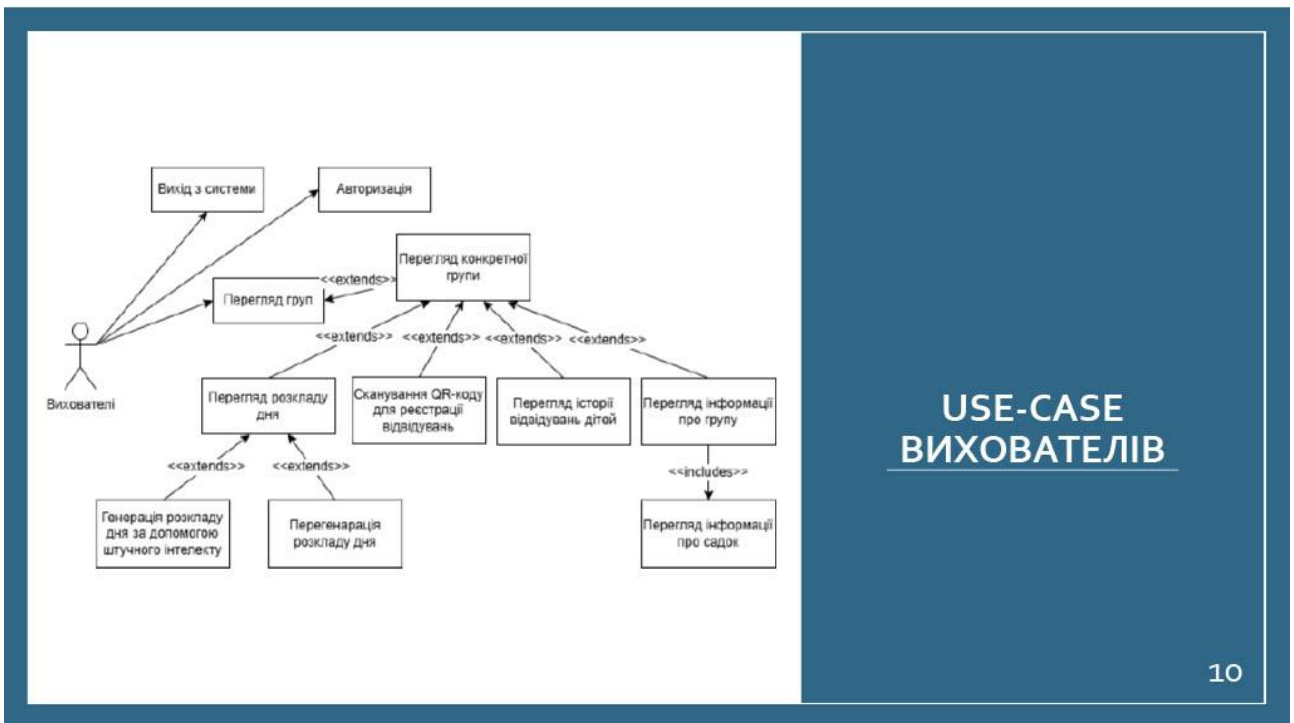 Вихід з системи
Авторизація
Перегляд конкретної
групи
<<extends>>
Перегляд груп
<<extends>>
<<extends>>
<<extends>>
<<extends>>
Вихователі
Перегляд розкладу
дня
Сканування QR-коду
для реєстрації
відвідувань
Перегляд історії
відвідувань дітей
Перегляд інформації
про групу
<<extends>>
<<extends>>
<<includes>>
Генерація розкладу
дня за допомогою
штучного інтелекту
Перегенарація
розкладу дня
Перегляд інформації
про садок
USE-CASE
ВИХОВАТЕЛІВ
10